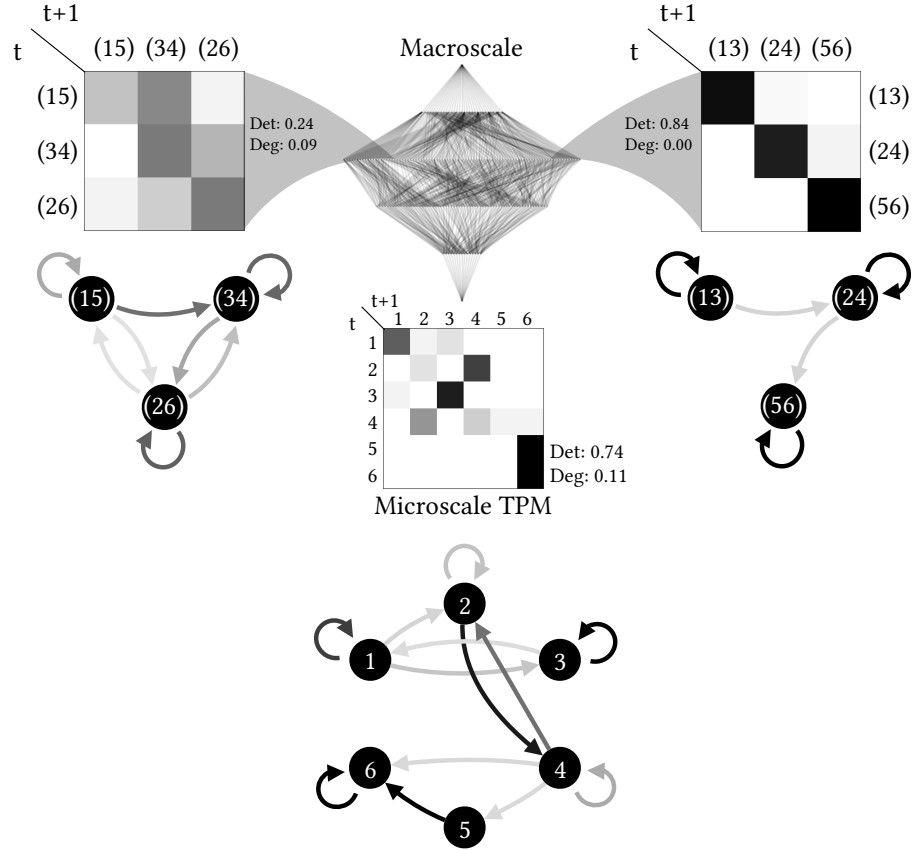 t+1
t
(15) (34) (26)
(15)
(34)
(26)
Det: 0.24
Deg: 0.09
(15)
(34)
(26)
Macroscale
t+1
t
(13) (24) (56)
(13)
(24)
(56)
Det: 0.84
Deg: 0.00
(13)
(24)
(56)
t+1
t
1 2 3 4 5 6
1
2
3
4
5
6
Det: 0.74
Deg: 0.11
Microscale TPM
2
1
3
6
4
5